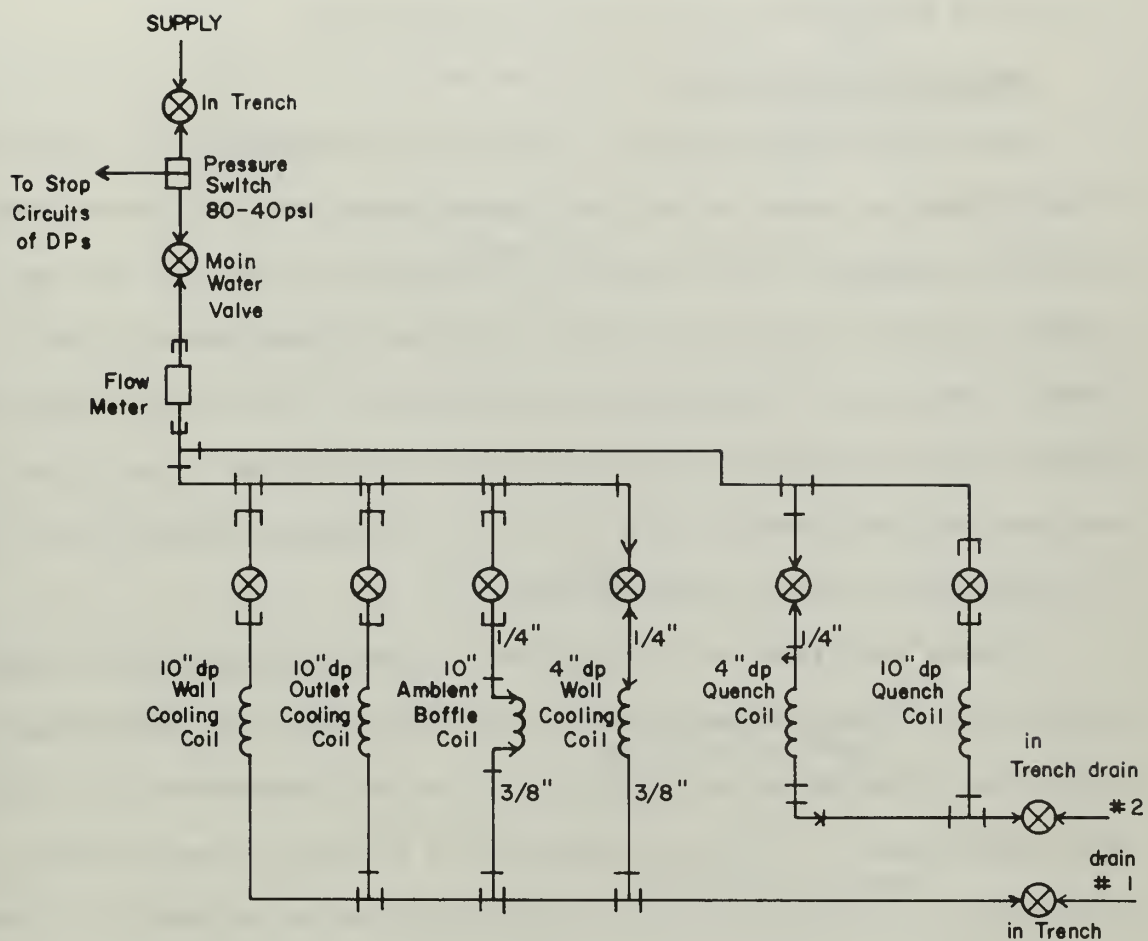 SUPPLY
In Trench
Pressure
Switch
80-40psi
To Stop
Circuits
of DPs
Moin
Water
Valve
Flow
Meter
1/4"
1/4"
1/4"
10"dp
Wall
Cooling
Coil
10"dp
Outlet
Cooling
Coil
10"
Ambient
Boffle
Coil
4"dp
Woll
Cooling
Coil
4"dp
Quench
Coil
10"dp
Quench
Coil
3/8"
3/8"
in
Trench drain
#2
drain
# 1
in Trench